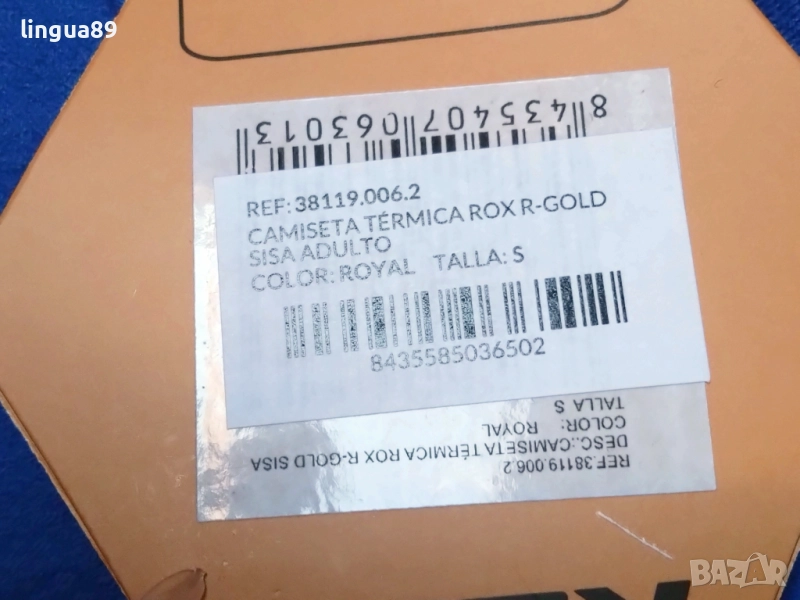 lingua89
8435407063013
REF: 38119.006.2
CAMISETA TÉRMICA ROX R-GOLD
SISA ADULTO
COLOR: ROYAL TALLA: S
8435585036502
REF.38119.006.2
DESC.:CAMISETA TÉRMICA ROX R-GOLD SISA
COLOR: ROYAL
TALLA S
BAZAR